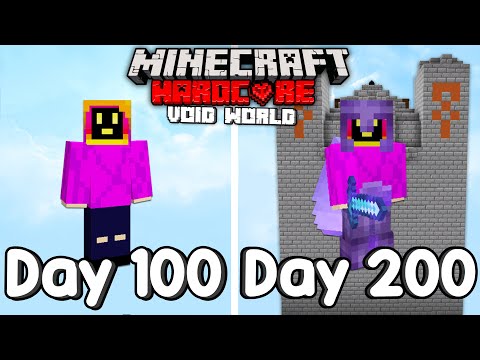 MINECRAFT
HARDCORE
VOID WORLD
Day 100
Day 200